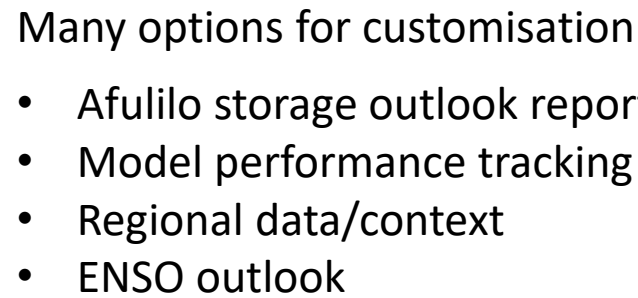 Many options for customisation
• Afulilo storage outlook repor
• Model performance tracking
• Regional data/context
• ENSO outlook